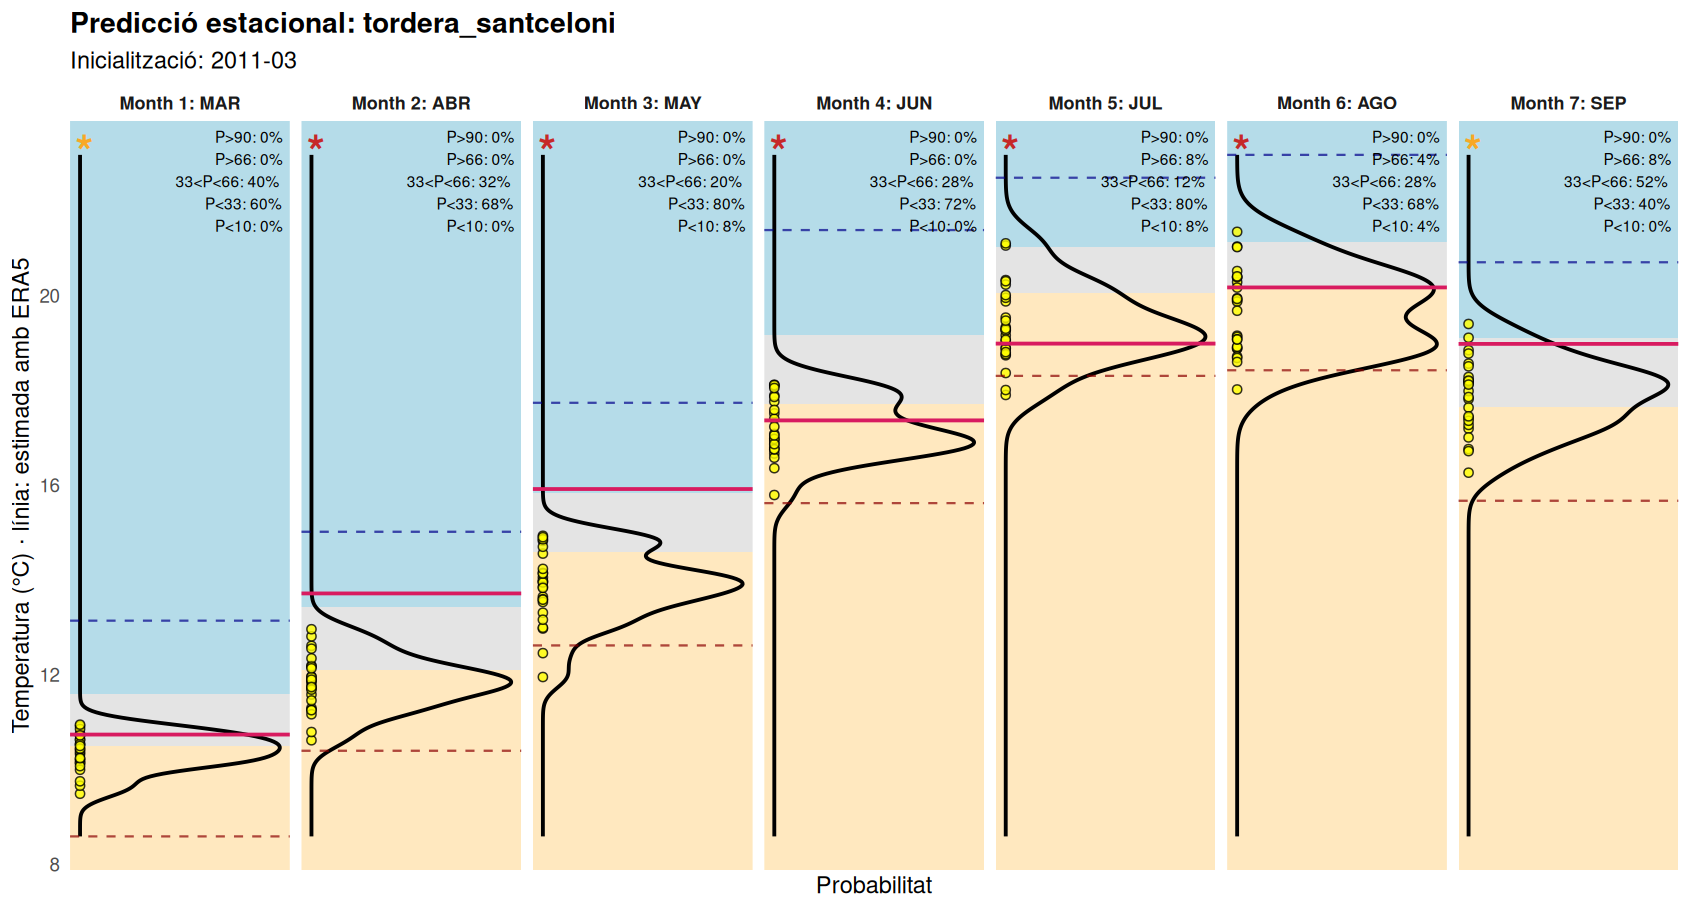 Predicció estacional: tordera_santceloni
Inicialització: 2011-03
Month 1: MAR
Month 2: ABR
Month 3: MAY
Month 4: JUN
Month 5: JUL
Month 6: AGO
Month 7: SEP
*
P>90: 0%
P>66: 0%
33<P<66: 40%
P<33: 60%
P<10: 0%
*
P>90: 0%
P>66: 0%
33<P<66: 32%
P<33: 68%
P<10: 0%
*
P>90: 0%
P>66: 0%
33<P<66: 20%
P<33: 80%
P<10: 8%
*
P>90: 0%
P>66: 0%
33<P<66: 28%
P<33: 72%
P<10: 0%
*
P>90: 0%
P>66: 8%
33<P<66: 12%
P<33: 80%
P<10: 8%
*
P>90: 0%
P>66: 4%
33<P<66: 28%
P<33: 68%
P<10: 4%
*
P>90: 0%
P>66: 8%
33<P<66: 52%
P<33: 40%
P<10: 0%
Temperatura (°C) · línia: estimada amb ERA5
20
16
12
8
Probabilitat